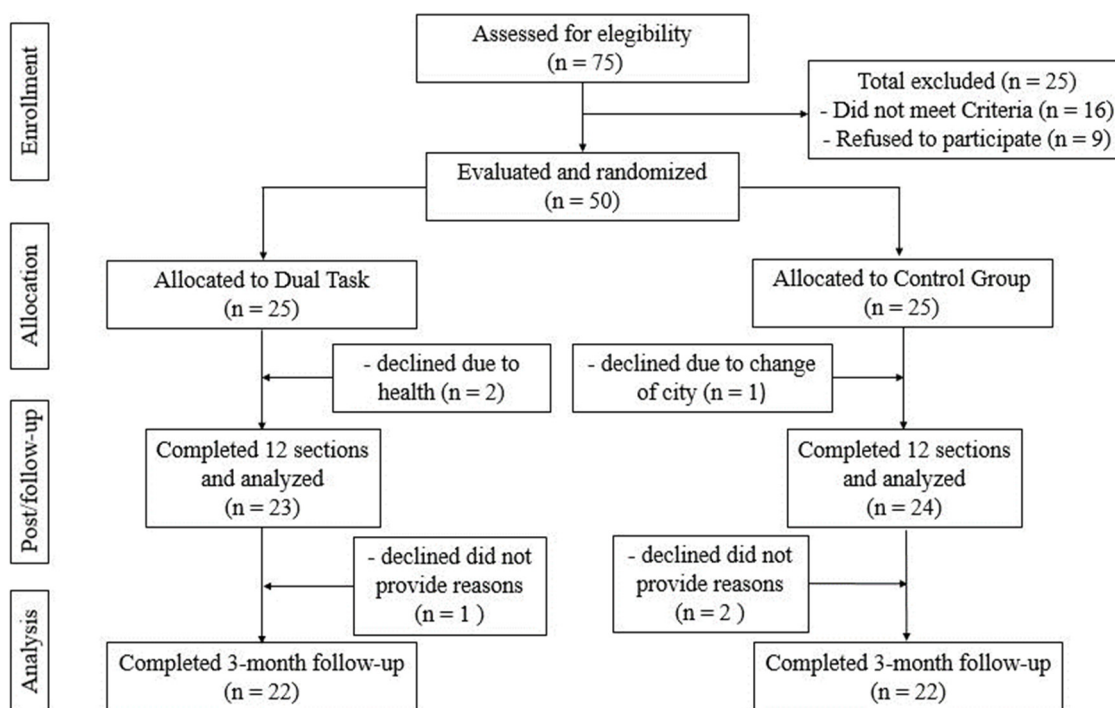 Enrollment
Assessed for elegibility
(n = 75)
Total excluded (n = 25)
- Did not meet Criteria (n = 16)
- Refused to participate (n = 9)
Evaluated and randomized
(n = 50)
Allocation
Allocated to Dual Task
(n = 25)
Allocated to Control Group
(n = 25)
- declined due to
health (n = 2)
- declined due to change
of city (n = 1)
Post/follow-up
Completed 12 sections
and analyzed
(n = 23)
Completed 12 sections
and analyzed
(n = 24)
- declined did not
provide reasons
(n = 1 )
- declined did not
provide reasons
(n = 2 )
Analysis
Completed 3-month follow-up
(n = 22)
Completed 3-month follow-up
(n = 22)